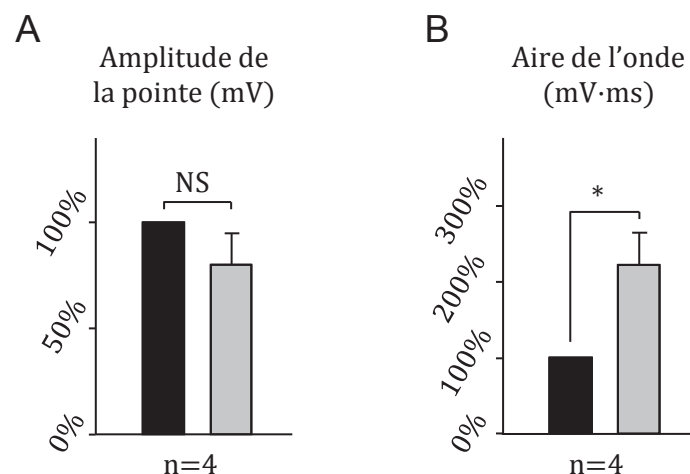 A
Amplitude de
la pointe (mV)
100%
50%
0%
NS
n=4
B
Aire de l’onde
(mV·ms)
300%
200%
100%
0%
*
n=4